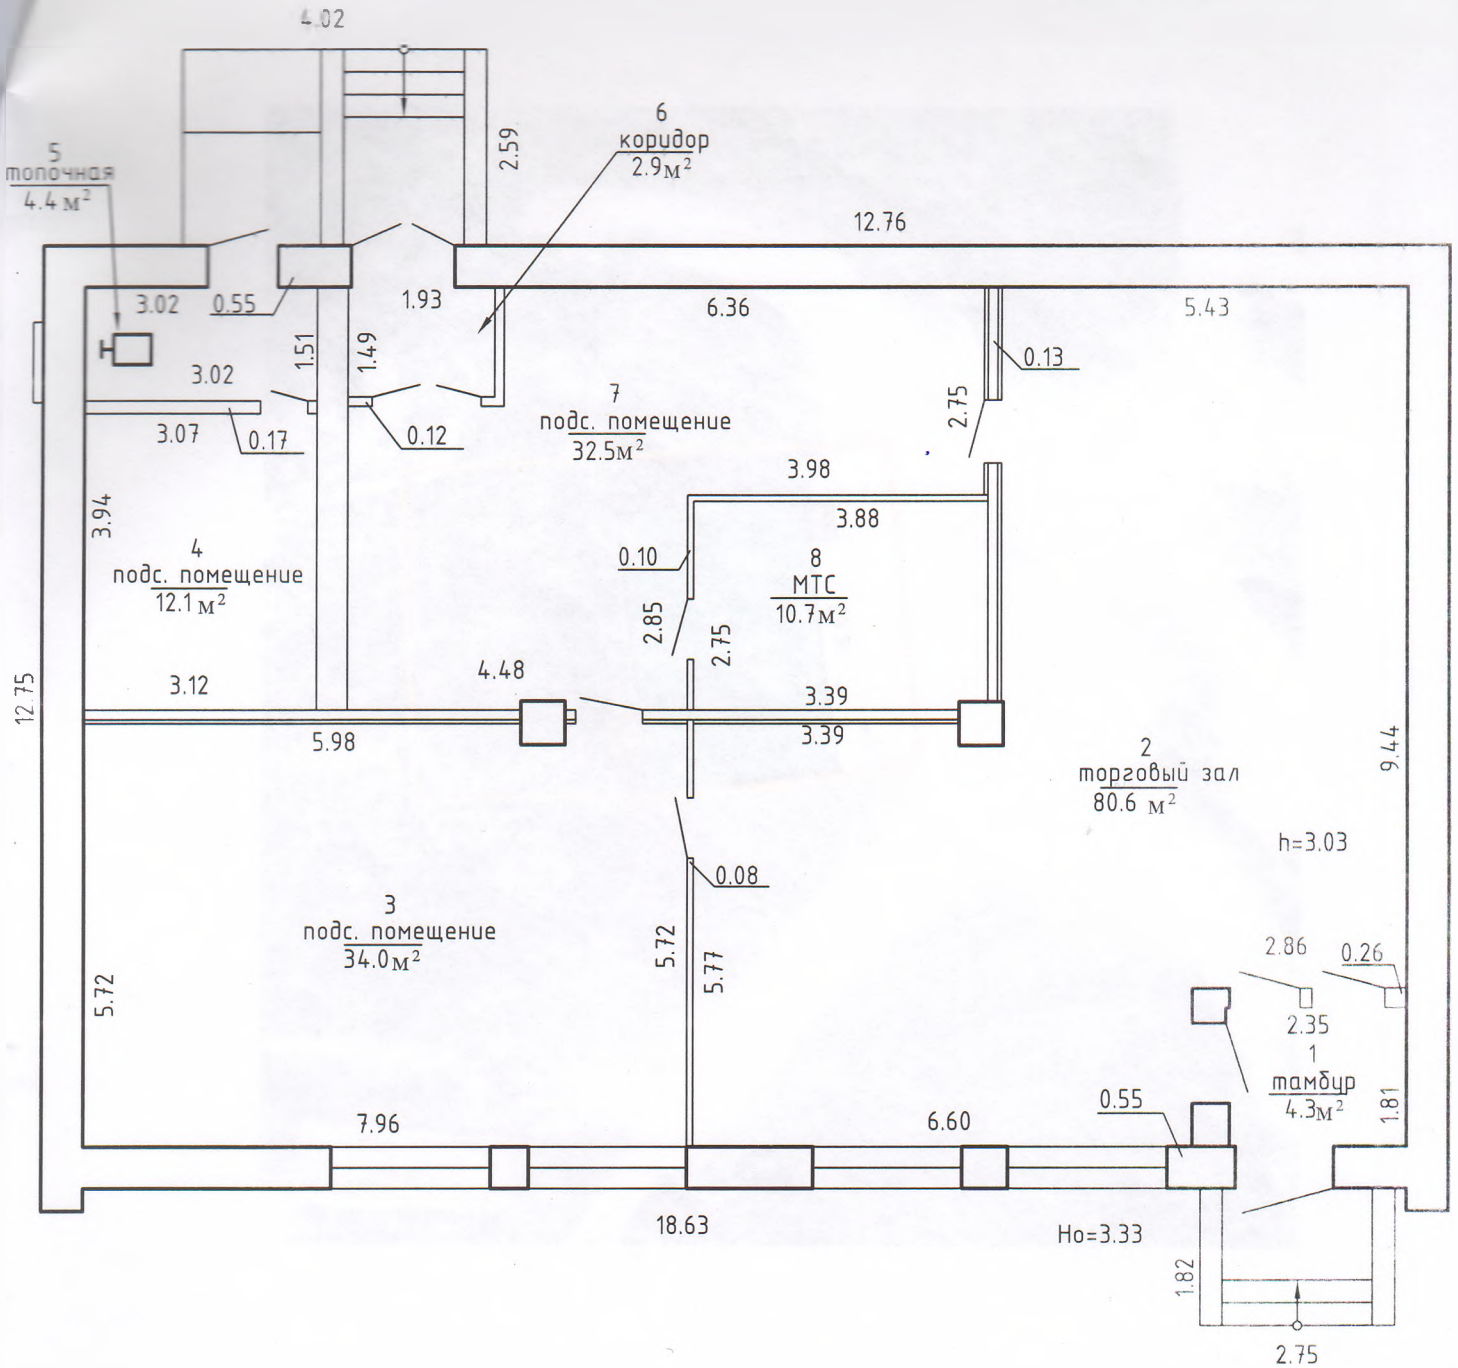 4.02
2.59
6
коридор
2.9м²
5
топочная
4.4 м²
12.76
3.02
0.55
1.93
6.36
5.43
1.51
1.49
0.13
3.02
2.75
7
подс. помещение
32.5м²
3.07
0.17
0.12
3.98
3.88
3.94
4
подс. помещение
12.1 м²
0.10
8
МТС
10.7м²
2.85
2.75
12.75
3.12
4.48
3.39
5.98
3.39
2
торговый зал
80.6 м²
9.44
h=3.03
0.08
3
подс. помещение
34.0м²
5.72
5.72
5.77
2.86
0.26
2.35
1
тамбур
4.3м²
1.81
7.96
6.60
0.55
18.63
Но=3.33
1.82
2.75